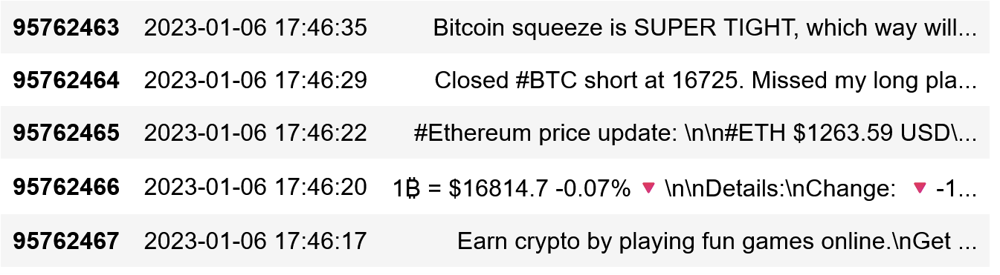 95762463 2023-01-06 17:46:35 Bitcoin squeeze is SUPER TIGHT, which way will...
95762464 2023-01-06 17:46:29 Closed #BTC short at 16725. Missed my long pla...
95762465 2023-01-06 17:46:22 #Ethereum price update: \n\n#ETH $1263.59 USD\...
95762466 2023-01-06 17:46:20 1₿ = $16814.7 -0.07% 🔻 \n\nDetails:\nChange: 🔻 -1...
95762467 2023-01-06 17:46:17 Earn crypto by playing fun games online.\nGet ...